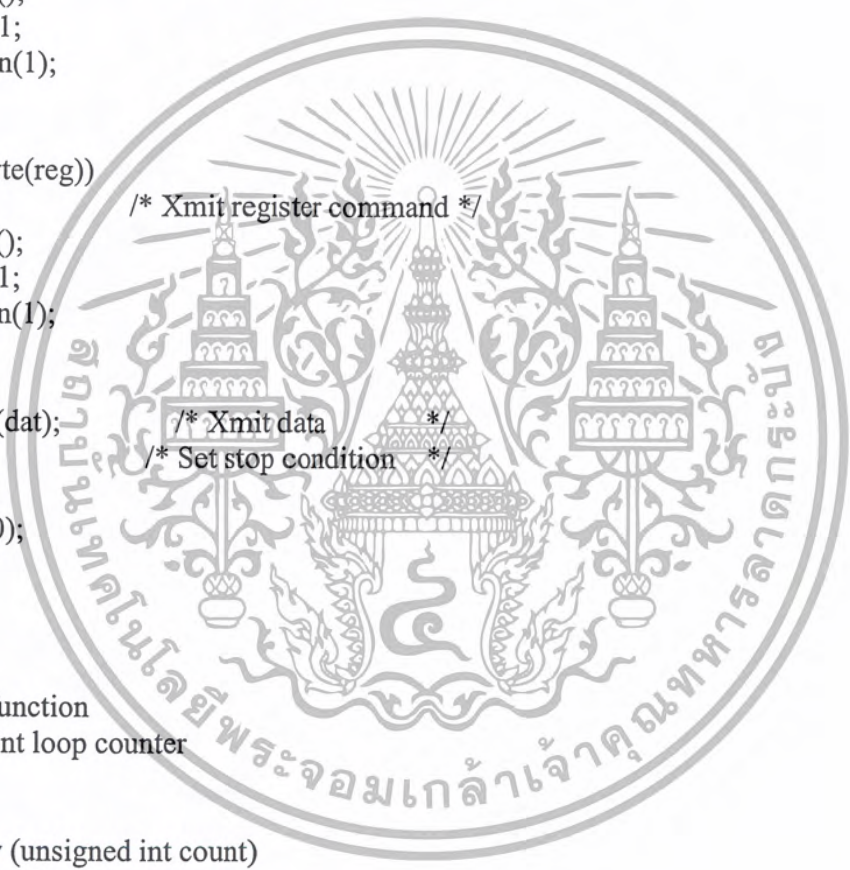 ();
1;
n(1);
yte(reg))
/* Xmit register command */
();
1;
n(1);
(dat); /* Xmit data */
/* Set stop condition */
0);
function
nt loop counter
y (unsigned int count)
สถาบันเทคโนโลยีพระจอมเกล้าเจ้าคุณทหารลาดกระบัง